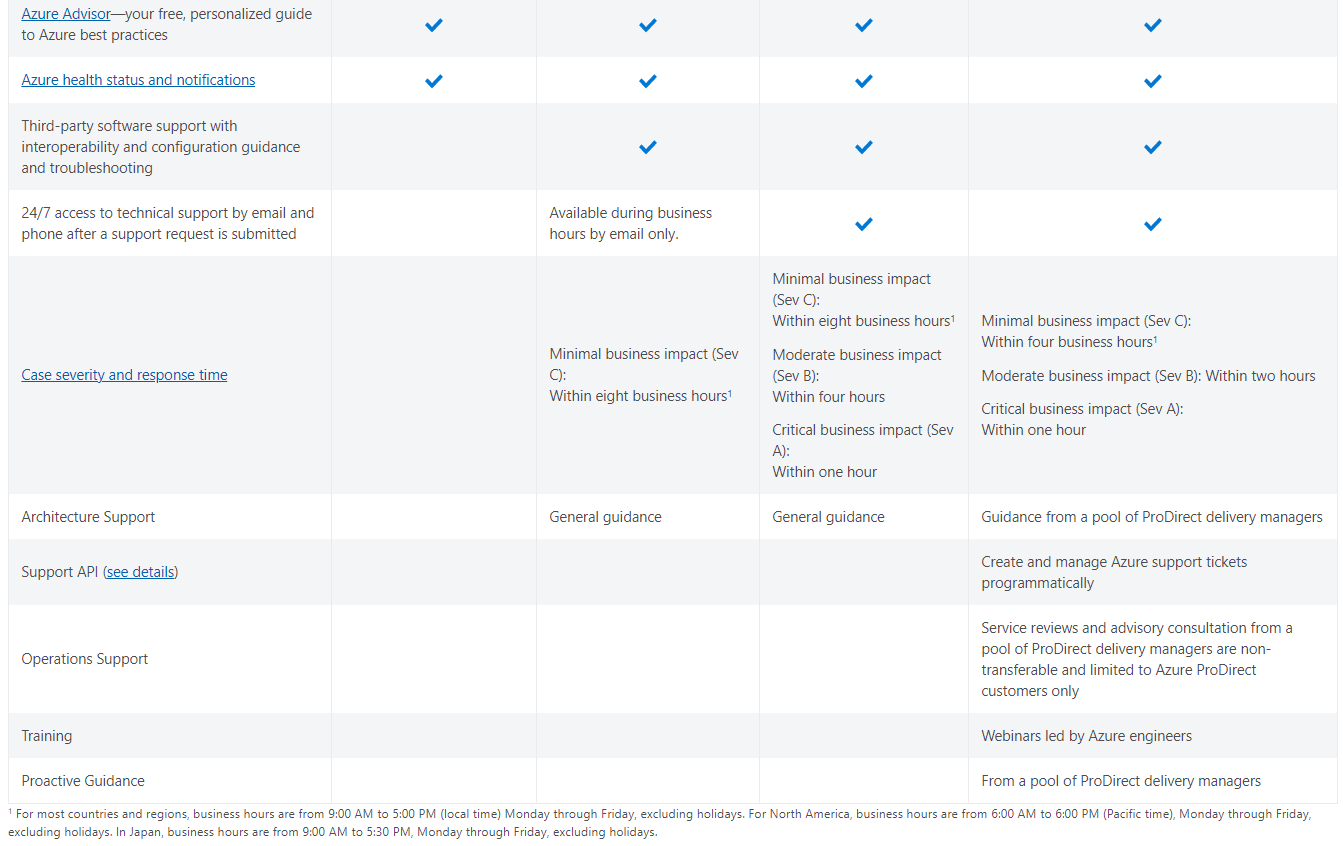 Azure Advisor—your free, personalized guide
to Azure best practices
Azure health status and notifications
Third-party software support with
interoperability and configuration guidance
and troubleshooting
24/7 access to technical support by email and
phone after a support request is submitted
Available during business
hours by email only.
Case severity and response time
Minimal business impact (Sev
C):
Within eight business hours¹
Minimal business impact
(Sev C):
Within eight business hours¹
Moderate business impact
(Sev B):
Within four hours
Critical business impact (Sev
A):
Within one hour
Minimal business impact (Sev C):
Within four business hours¹
Moderate business impact (Sev B): Within two hours
Critical business impact (Sev A):
Within one hour
Architecture Support
General guidance
General guidance
Guidance from a pool of ProDirect delivery managers
Support API (see details)
Create and manage Azure support tickets
programmatically
Operations Support
Service reviews and advisory consultation from a
pool of ProDirect delivery managers are non-
transferable and limited to Azure ProDirect
customers only
Training
Webinars led by Azure engineers
Proactive Guidance
From a pool of ProDirect delivery managers
¹ For most countries and regions, business hours are from 9:00 AM to 5:00 PM (local time) Monday through Friday, excluding holidays. For North America, business hours are from 6:00 AM to 6:00 PM (Pacific time), Monday through Friday,
excluding holidays. In Japan, business hours are from 9:00 AM to 5:30 PM, Monday through Friday, excluding holidays.